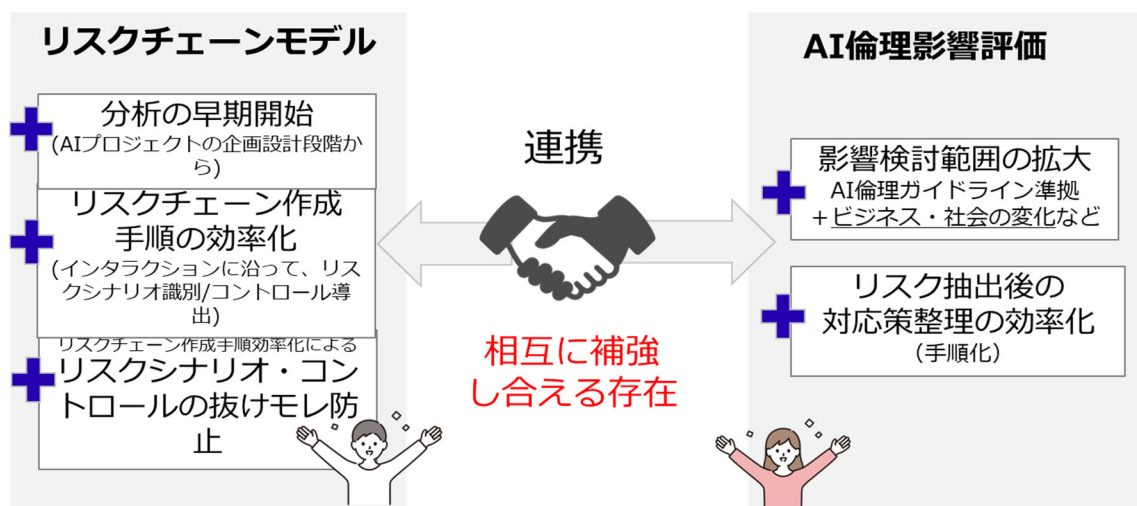 リスクチェーンモデル
分析の早期開始
(AIプロジェクトの企画設計段階か
ら)
リスクチェーン作成
手順の効率化
(インタラクションに沿って、リス
クシナリオ識別/コントロール導
出)
リスクチェーン作成手順効率化による
リスクシナリオ・コン
トロールの抜けモレ防
止
連携
相互に補強
し合える存在
AI倫理影響評価
影響検討範囲の拡大
AI倫理ガイドライン準拠
＋ビジネス・社会の変化など
リスク抽出後の
対応策整理の効率化
（手順化）